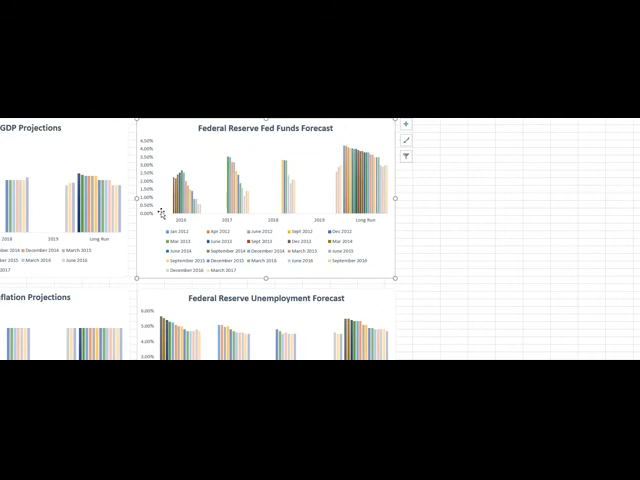 GDP Projections
2018 2019 Long Run
December 2016 March 2015
March 2016 June 2016
2017
Federal Reserve Fed Funds Forecast
4.50%
4.00%
3.50%
3.00%
2.50%
2.00%
1.50%
1.00%
0.50%
0.00%
2016 2017 2018 2019 Long Run
Jan 2012 Apr 2012 June 2012 Sept 2012 Dec 2012
Mar 2013 June 2013 Sept 2013 Dec 2013 Mar 2014
June 2014 September 2014 December 2014 March 2015 June 2015
September 2015 December 2015 March 2016 June 2016 September 2016
December 2016 March 2017
flation Projections
Federal Reserve Unemployment Forecast
6.00%
5.00%
4.00%
3.00%